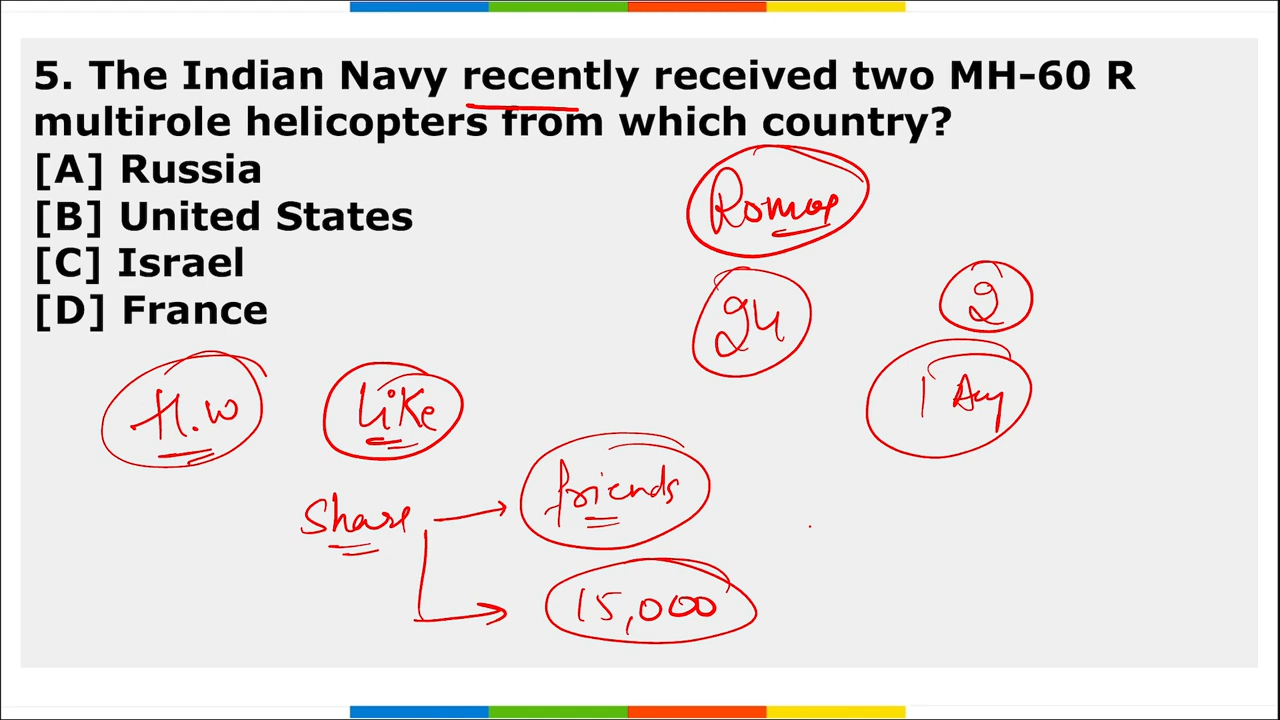 5. The Indian Navy recently received two MH-60 R
multirole helicopters from which country?
[A] Russia
[B] United States
[C] Israel
[D] France
Romeo
24
2
1
H.W
Like
friends
Share
15,000